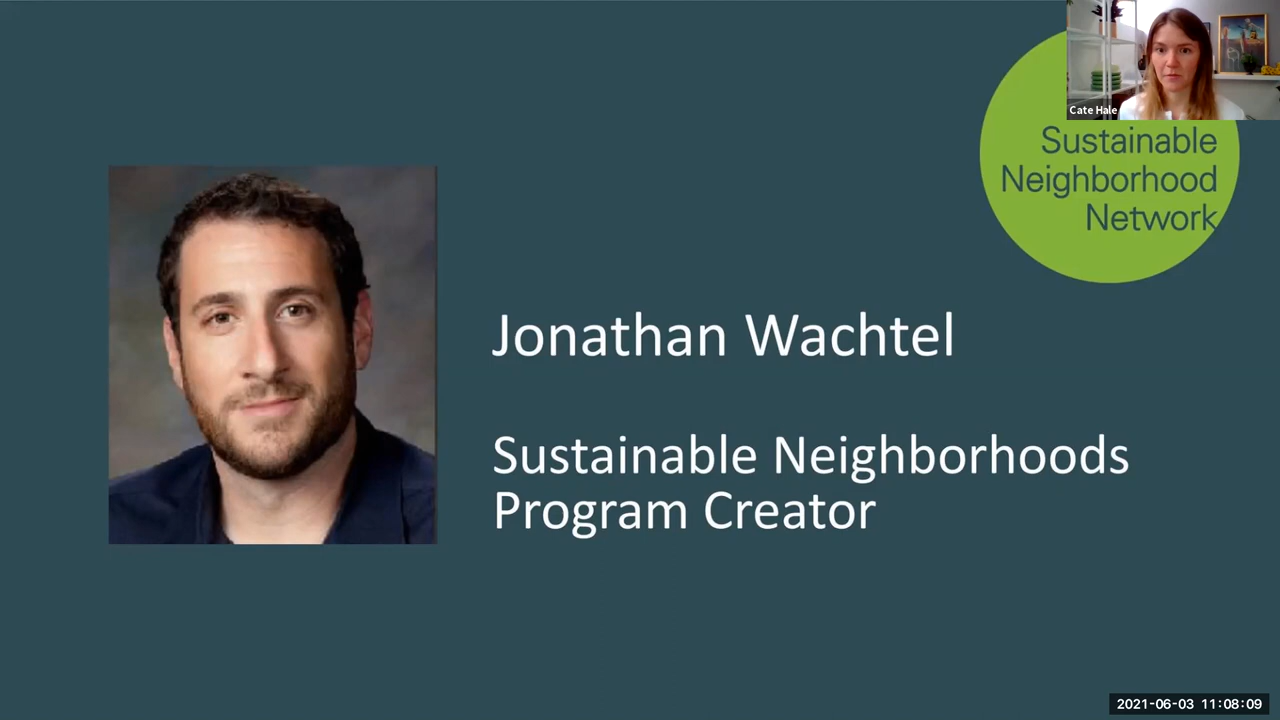 Cate Hale
Sustainable
Neighborhood
Network
Jonathan Wachtel
Sustainable Neighborhoods
Program Creator
2021-06-03 11:08:09